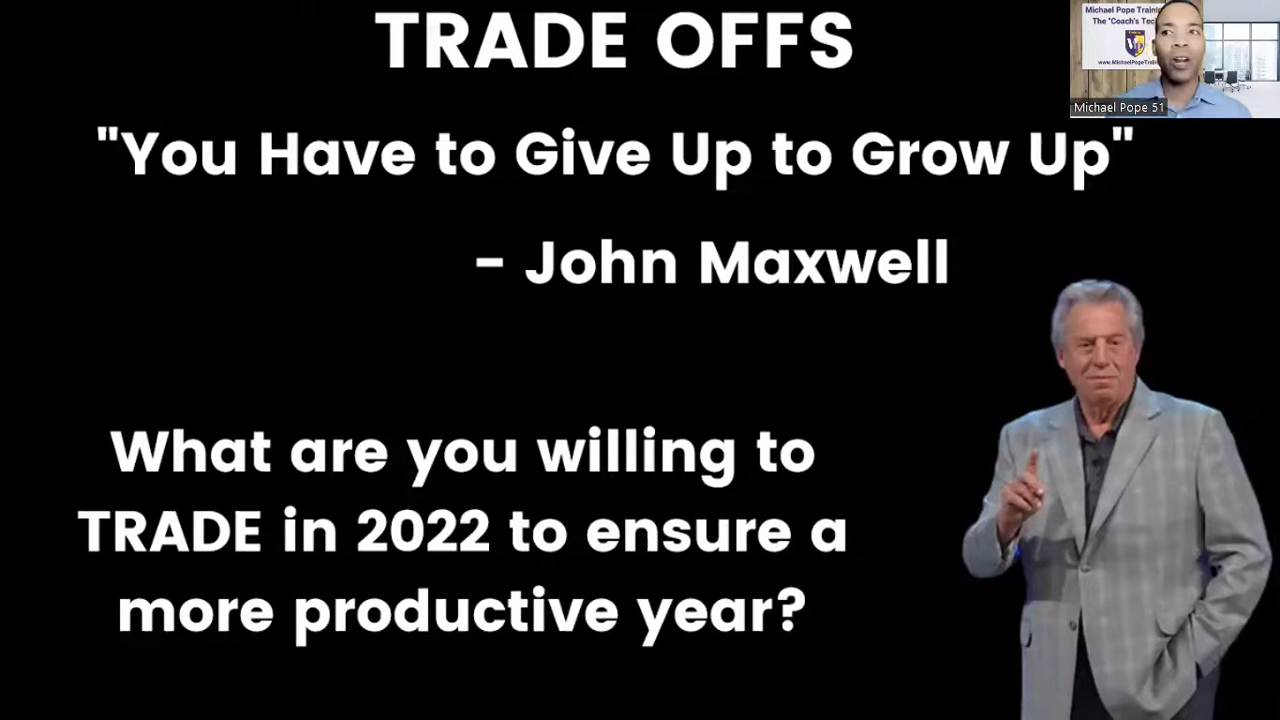 TRADE OFFS
"You Have to Give Up to Grow Up"
- John Maxwell
What are you willing to
TRADE in 2022 to ensure a
more productive year?
Michael Pope
The "Coach's
VIP
Michael Pope 51